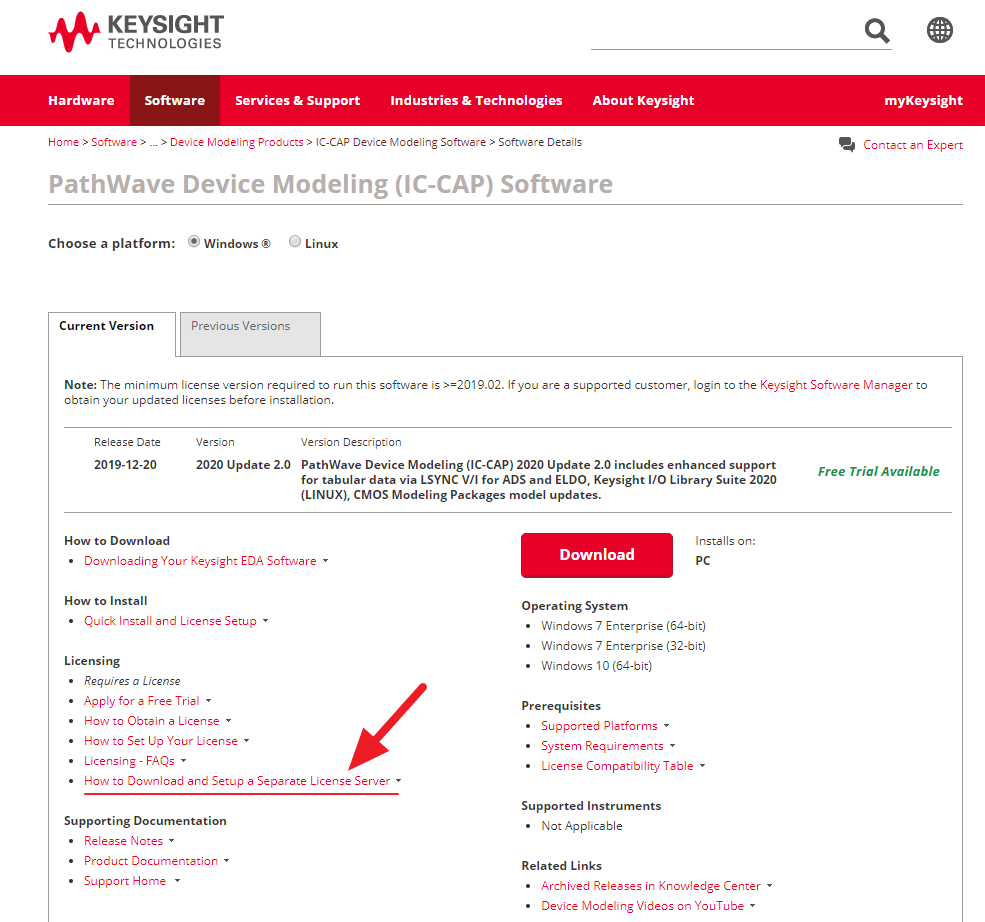 KEYSIGHT
TECHNOLOGIES
Hardware Software Services & Support Industries & Technologies About Keysight myKeysight
Home > Software > ... > Device Modeling Products > IC-CAP Device Modeling Software > Software Details
Contact an Expert
PathWave Device Modeling (IC-CAP) Software
Choose a platform: Windows ® Linux
Current Version Previous Versions
Note: The minimum license version required to run this software is >=2019.02. If you are a supported customer, login to the Keysight Software Manager to
obtain your updated licenses before installation.
Release Date Version Version Description
2019-12-20 2020 Update 2.0 PathWave Device Modeling (IC-CAP) 2020 Update 2.0 includes enhanced support
for tabular data via LSYNC V/I for ADS and ELDO, Keysight I/O Library Suite 2020
(LINUX), CMOS Modeling Packages model updates.
Free Trial Available
How to Download
Downloading Your Keysight EDA Software
How to Install
Quick Install and License Setup
Licensing
Requires a License
Apply for a Free Trial
How to Obtain a License
How to Set Up Your License
Licensing - FAQs
How to Download and Setup a Separate License Server
Supporting Documentation
Release Notes
Product Documentation
Support Home
Download
Installs on:
PC
Operating System
Windows 7 Enterprise (64-bit)
Windows 7 Enterprise (32-bit)
Windows 10 (64-bit)
Prerequisites
Supported Platforms
System Requirements
License Compatibility Table
Supported Instruments
Not Applicable
Related Links
Archived Releases in Knowledge Center
Device Modeling Videos on YouTube